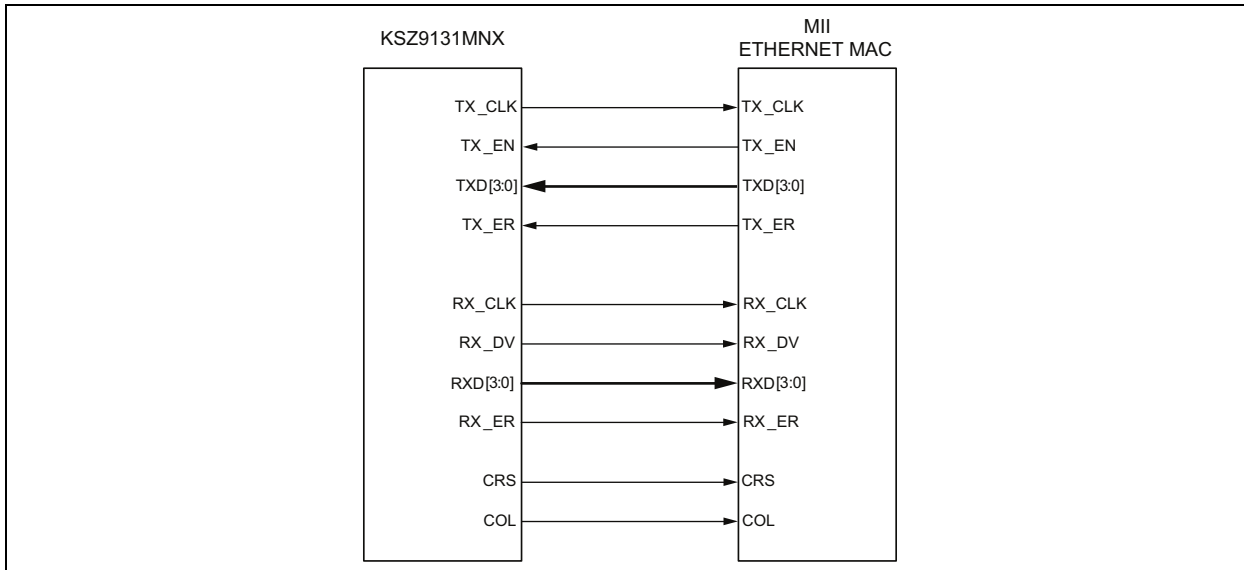 KSZ9131MNX
MII
ETHERNET MAC
TX_CLK
TX_CLK
TX_EN
TX_EN
TXD[3:0]
TXD[3:0]
TX_ER
TX_ER
RX_CLK
RX_CLK
RX_DV
RX_DV
RXD[3:0]
RXD[3:0]
RX_ER
RX_ER
CRS
CRS
COL
COL